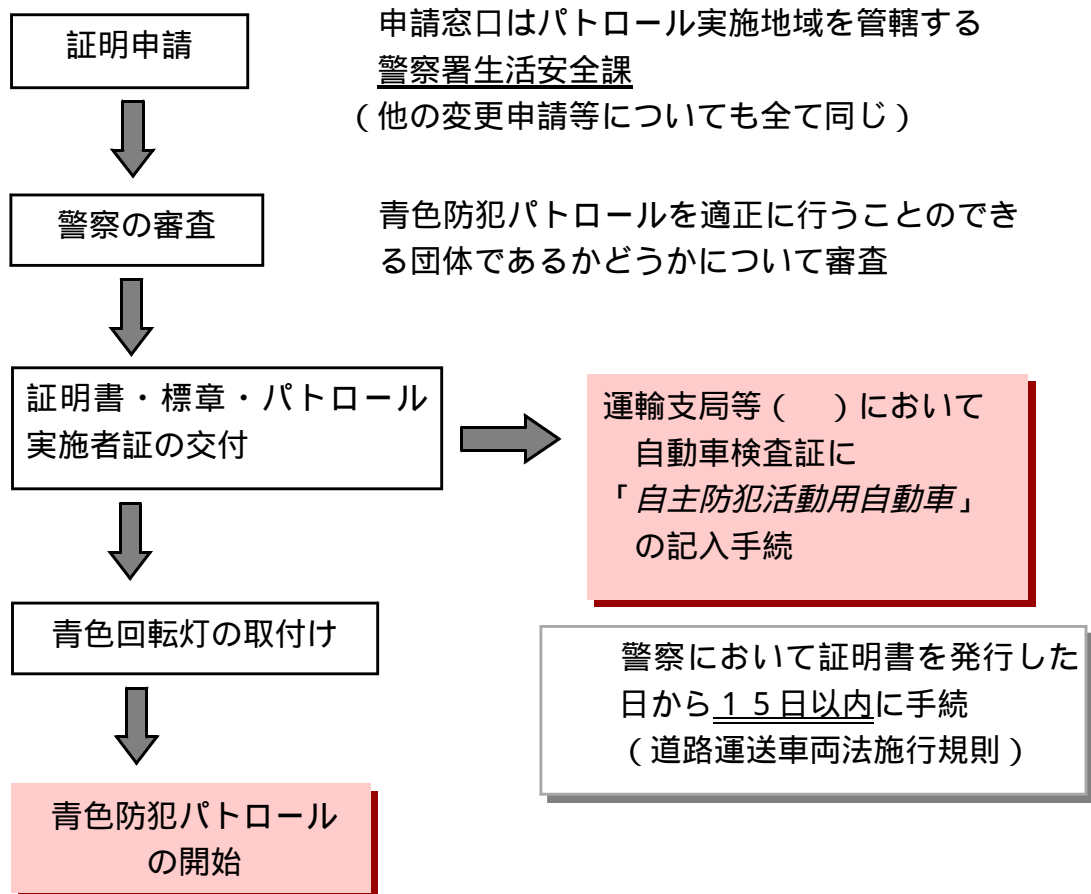 証明申請
申請窓口はパトロール実施地域を管轄する
警察署生活安全課
（他の変更申請等についても全て同じ）
警察の審査
青色防犯パトロールを適正に行うことのでき
る団体であるかどうかについて審査
証明書・標章・パトロール
実施者証の交付
運輸支局等（　）において
自動車検査証に
「自主防犯活動用自動車」
の記入手続
青色回転灯の取付け
警察において証明書を発行した
日から１５日以内に手続
（道路運送車両法施行規則）
青色防犯パトロール
の開始